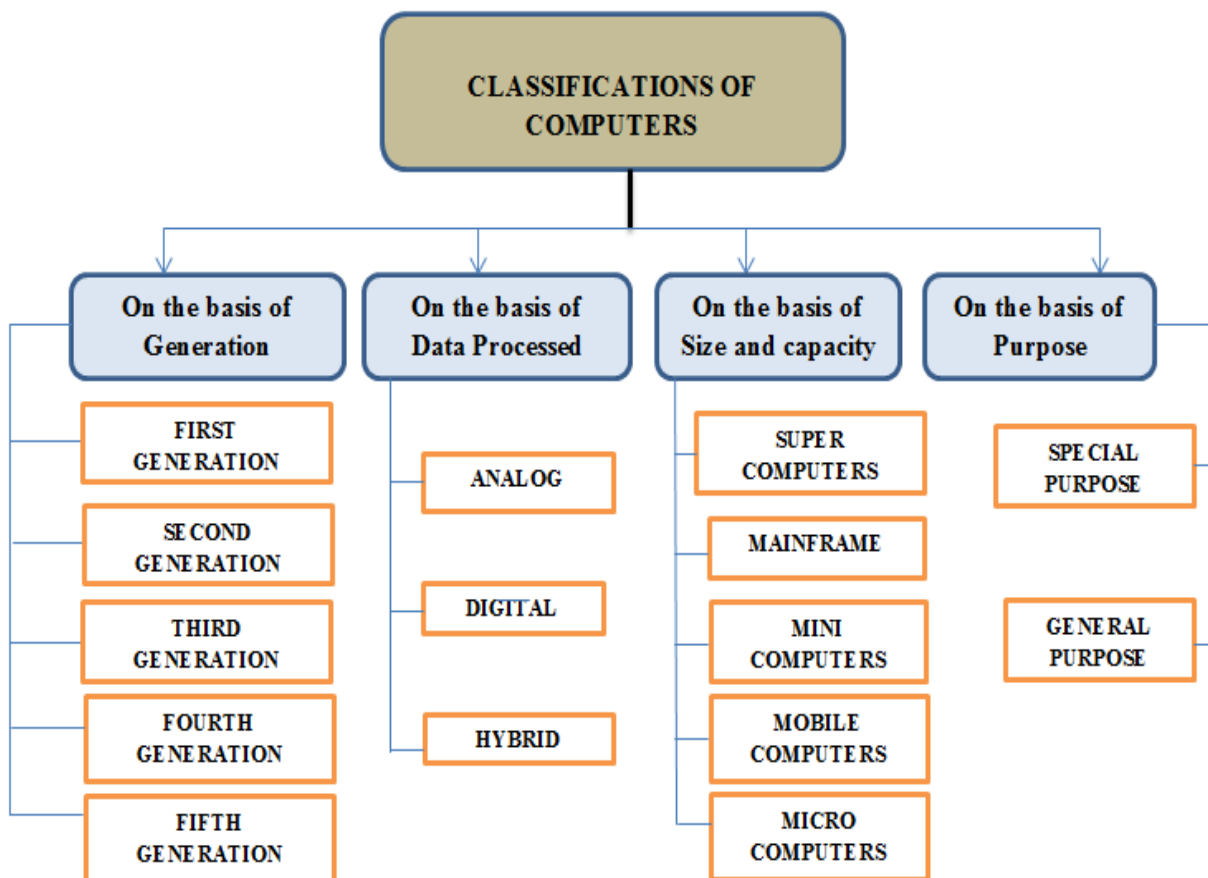 CLASSIFICATIONS OF
COMPUTERS
On the basis of
Generation
FIRST
GENERATION
SECOND
GENERATION
THIRD
GENERATION
FOURTH
GENERATION
FIFTH
GENERATION
On the basis of
Data Processed
ANALOG
DIGITAL
HYBRID
On the basis of
Size and capacity
SUPER
COMPUTERS
MAINFRAME
MINI
COMPUTERS
MOBILE
COMPUTERS
MICRO
COMPUTERS
On the basis of
Purpose
SPECIAL
PURPOSE
GENERAL
PURPOSE